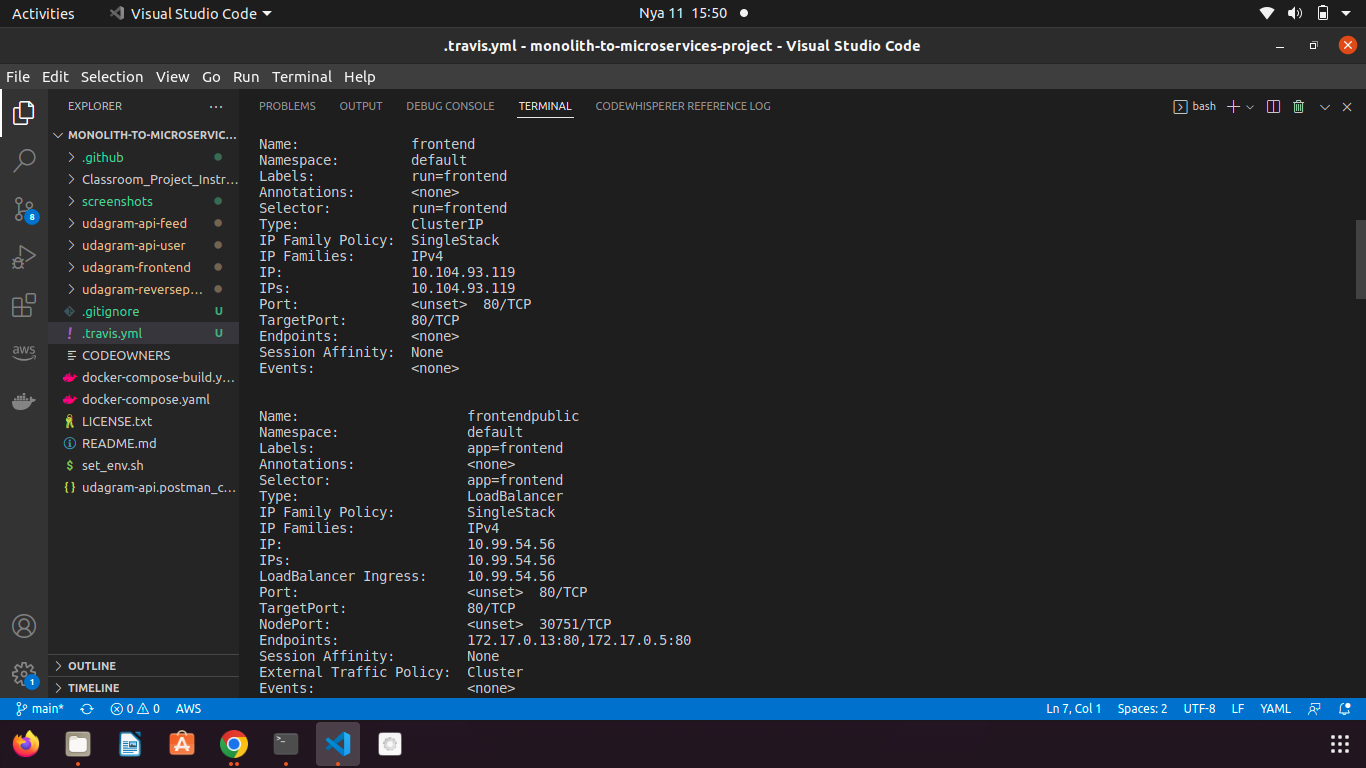 Activities
Visual Studio Code
Nya 11 15:50
.travis.yml - monolith-to-microservices-project - Visual Studio Code
File Edit Selection View Go Run Terminal Help
EXPLORER
PROBLEMS OUTPUT DEBUG CONSOLE TERMINAL CODEWHISPERER REFERENCE LOG
bash
MONOLITH-TO-MICROSERVIC...
.github
Classroom_Project_Instr...
screenshots
udagram-api-feed
udagram-api-user
udagram-frontend
udagram-reversep...
.gitignore U
! .travis.yml U
CODEOWNERS
docker-compose-build.y...
docker-compose.yaml
LICENSE.txt
README.md
$ set_env.sh
{} udagram-api.postman_c...
OUTLINE
TIMELINE
8
aws
1
Name: frontend
Namespace: default
Labels: run=frontend
Annotations: <none>
Selector: run=frontend
Type: ClusterIP
IP Family Policy: SingleStack
IP Families: IPv4
IP: 10.104.93.119
IPs: 10.104.93.119
Port: <unset> 80/TCP
TargetPort: 80/TCP
Endpoints: <none>
Session Affinity: None
Events: <none>
Name: frontendpublic
Namespace: default
Labels: app=frontend
Annotations: <none>
Selector: app=frontend
Type: LoadBalancer
IP Family Policy: SingleStack
IP Families: IPv4
IP: 10.99.54.56
IPs: 10.99.54.56
LoadBalancer Ingress: 10.99.54.56
Port: <unset> 80/TCP
TargetPort: 80/TCP
NodePort: <unset> 30751/TCP
Endpoints: 172.17.0.13:80,172.17.0.5:80
Session Affinity: None
External Traffic Policy: Cluster
Events: <none>
main* 0 0 AWS
Ln 7, Col 1 Spaces: 2 UTF-8 LF YAML